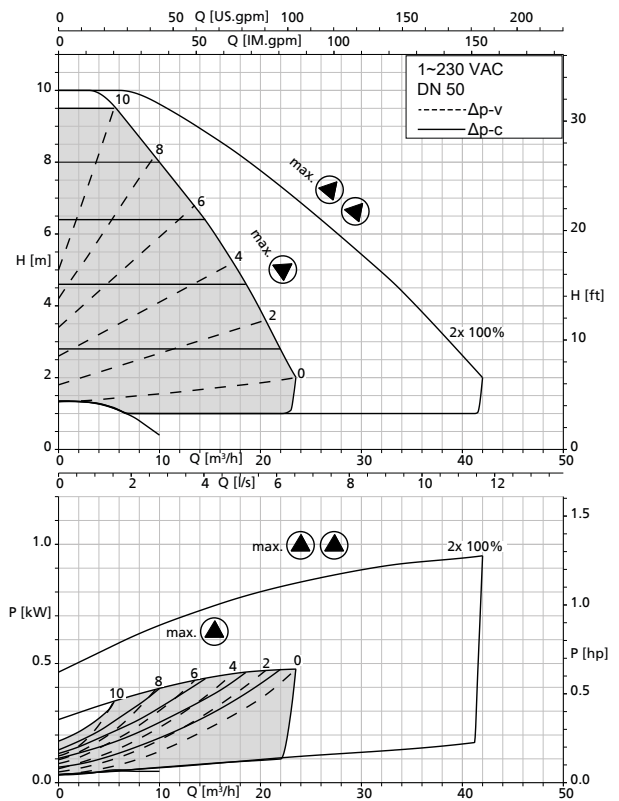 0 50 Q [US.gpm] 100 150 200
0 50 Q [IM.gpm] 100 150
1~230 VAC
DN 50
Δp-v
Δp-c
10
8
6
H [m]
4
2
0
30
20
H [ft]
10
0
10
8
6
4
2
0
max.
max.
2x 100%
0 10 Q [m³/h] 20 30 40 50
0 2 4 Q [l/s] 6 8 10 12
1.0
P [kW]
0.5
0.0
1.5
1.0
P [hp]
0.5
0.0
max.
2x 100%
max.
10 8 6 4 2 0
0 10 Q [m³/h] 20 30 40 50